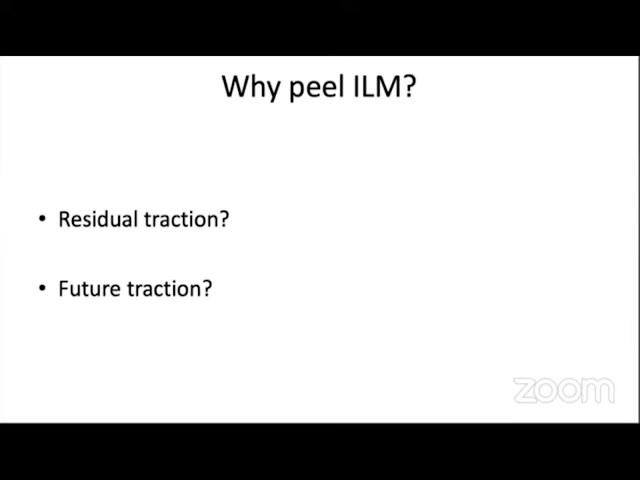 Why peel ILM?
• Residual traction?
• Future traction?
zoom